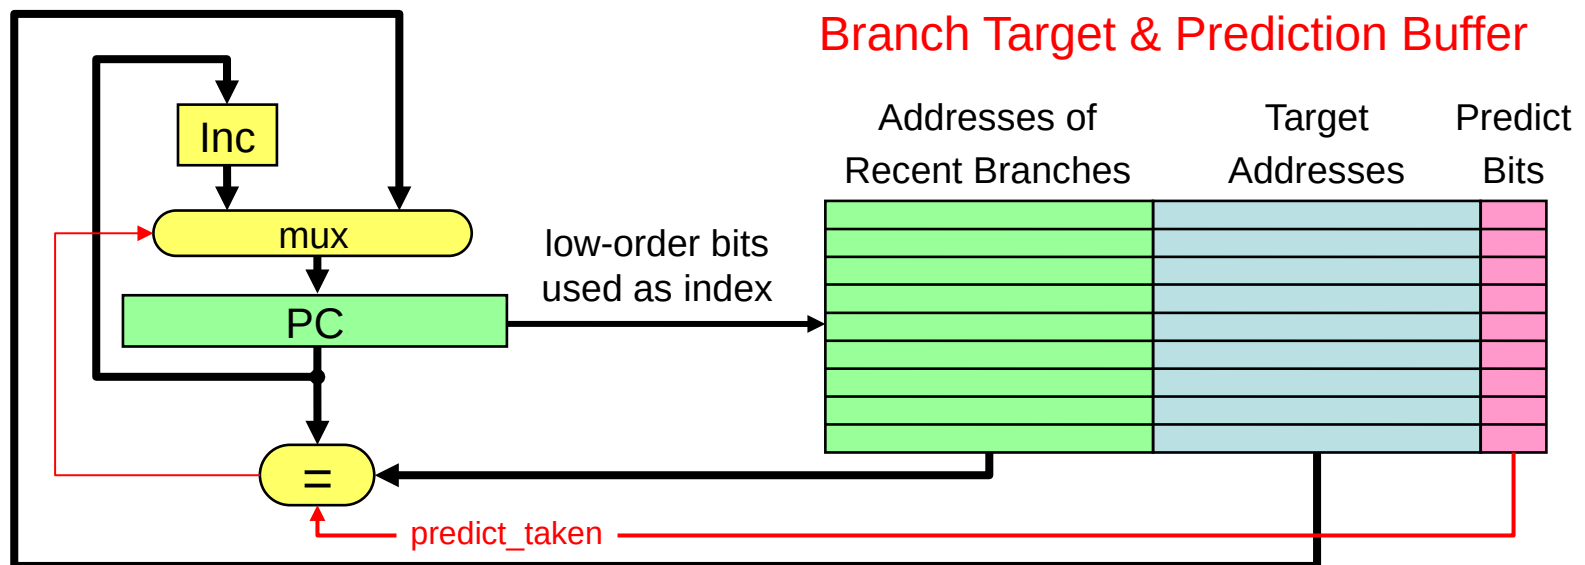 Branch Target & Prediction Buffer
Addresses of
Recent Branches
Target
Addresses
Predict
Bits
Inc
mux
low-order bits
used as index
PC
=
predict_taken